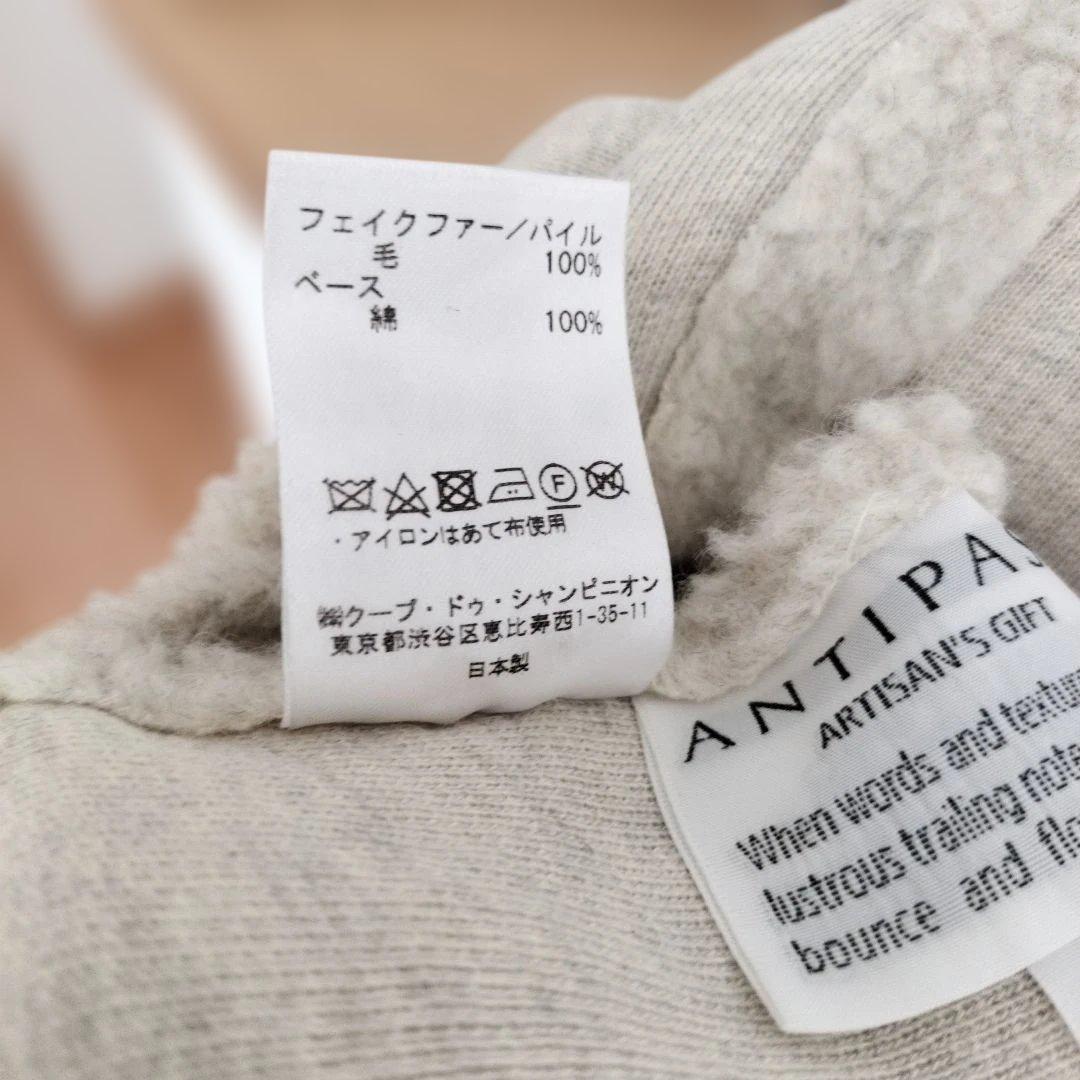 フェイクファー/パイル
毛 100%
ベース
綿 100%
F
W
・アイロンはあて布使用
㈱クープ・ドゥ・シャンピニオン
東京都渋谷区恵比寿西1-35-11
日本製
ANTIPAS
ARTISAN'S GIFT
When words and texture
lustrous trailing note
bounce and flo